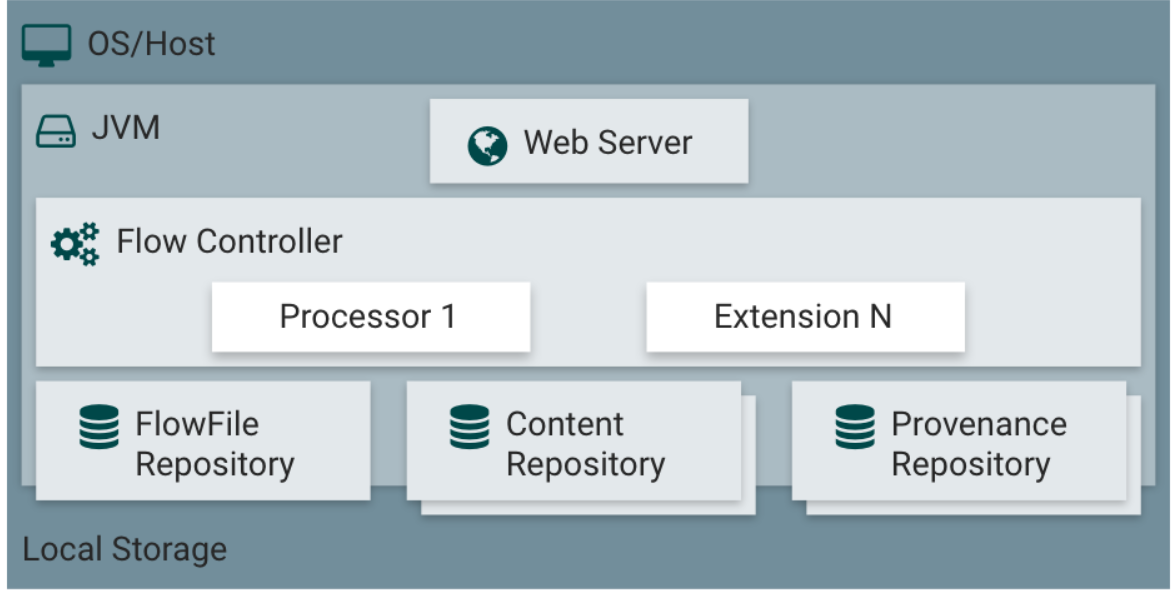 OS/Host
JVM
Web Server
Flow Controller
Processor 1
Extension N
FlowFile
Repository
Content
Repository
Provenance
Repository
Local Storage